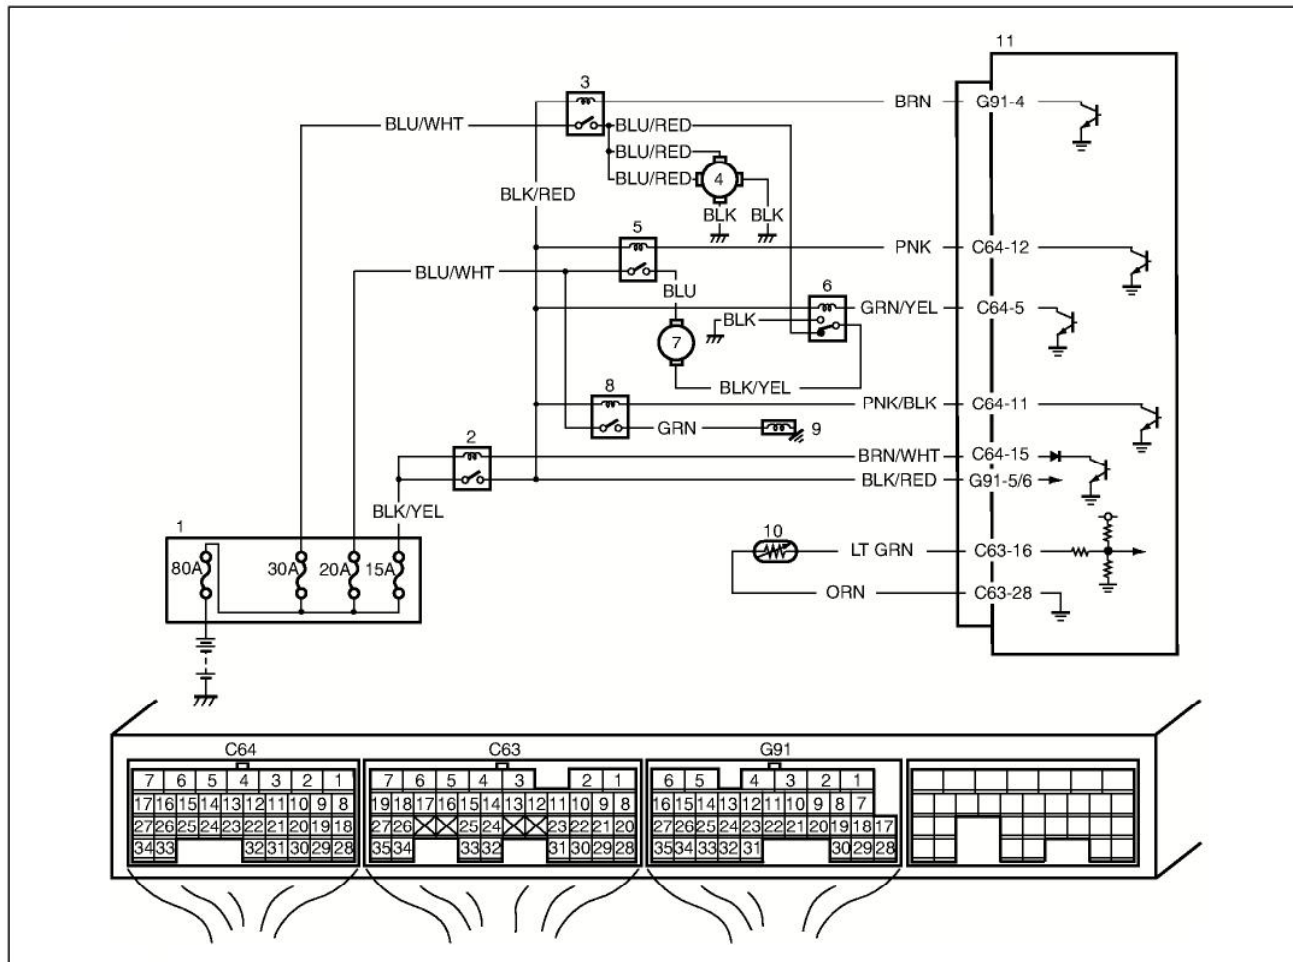 11
3
BRN G91-4
BLU/WHT BLU/RED
BLU/RED
BLU/RED 4
BLK/RED
BLK BLK
5
PNK C64-12
BLU/WHT
BLU
6
GRN/YEL C64-5
BLK
7
BLK/YEL
8
PNK/BLK C64-11
GRN 9
2
BRN/WHT C64-15
BLK/RED G91-5/6
BLK/YEL
1
10
80A 30A 20A 15A
LT GRN C63-16
ORN C63-28
C64 C63 G91
7 6 5 4 3 2 1 7 6 5 4 3 2 1 6 5 4 3 2 1
17 16 15 14 13 12 11 10 9 8 19 18 17 16 15 14 13 12 11 10 9 8 16 15 14 13 12 11 10 9 8 7
27 26 25 24 23 22 21 20 19 18 27 26 25 24 23 22 21 20 27 26 25 24 23 22 21 20 19 18 17
34 33 32 31 30 29 28 35 34 33 32 31 30 29 28 35 34 33 32 31 30 29 28